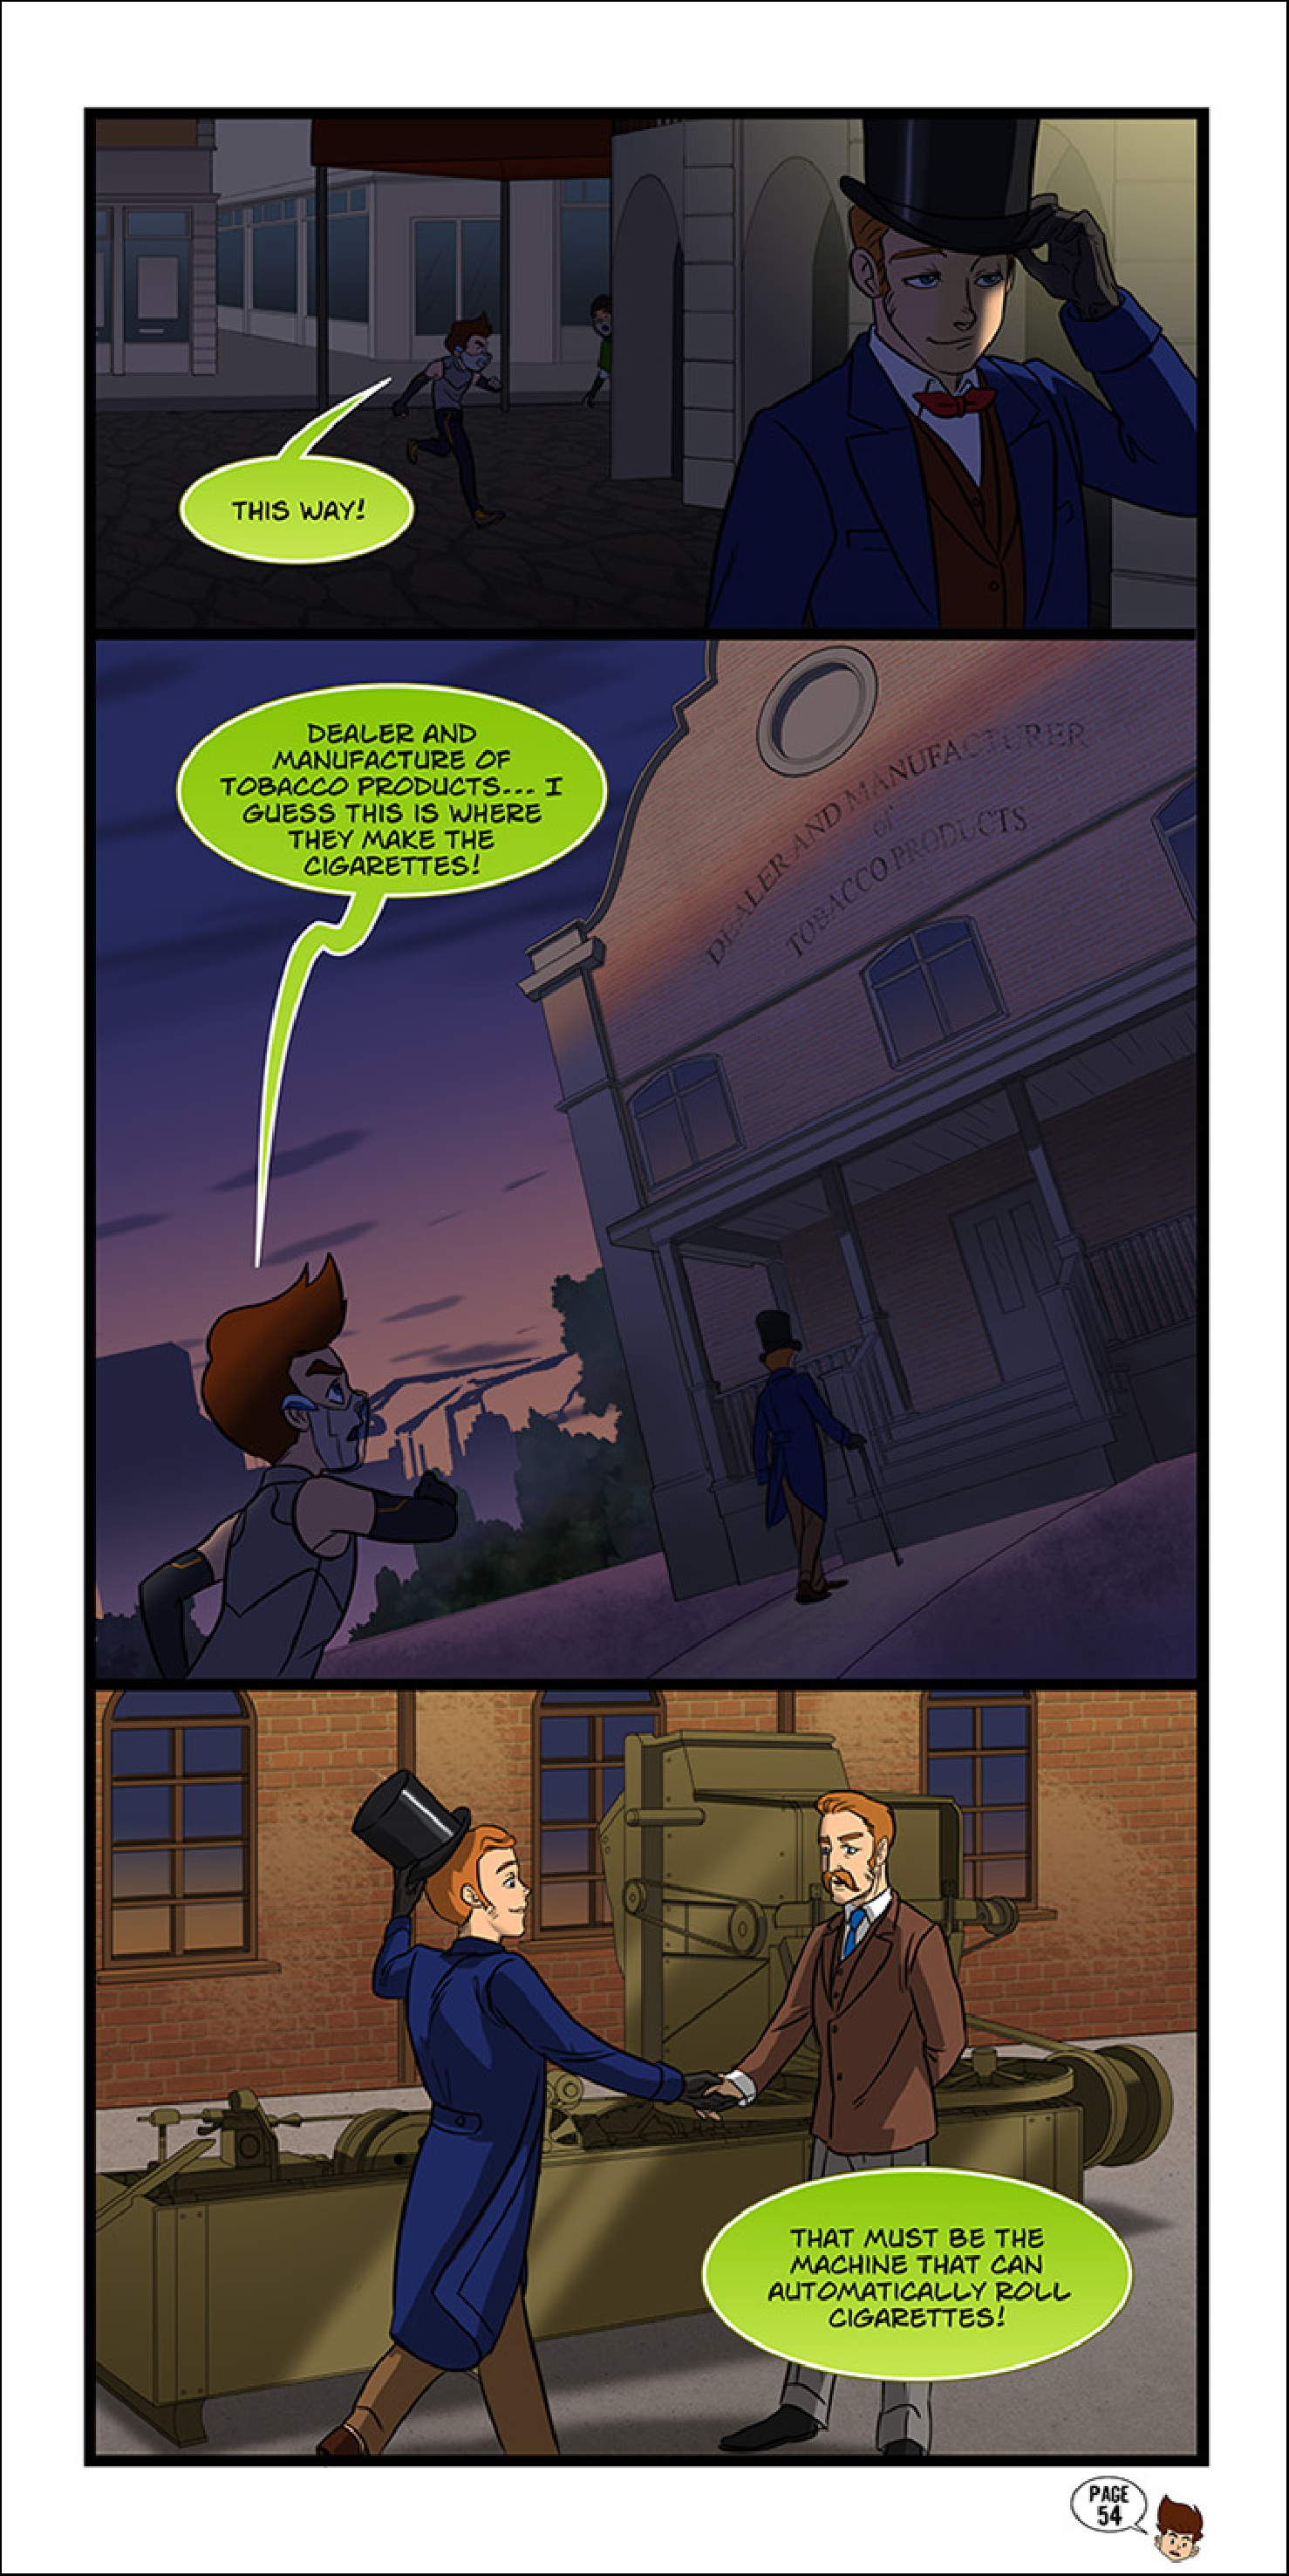 THIS WAY!
DEALER AND
MANUFACTURE OF
TOBACCO PRODUCTS... I
GUESS THIS IS WHERE
THEY MAKE THE
CIGARETTES!
DEALER AND MANUFACTURER
of
TOBACCO PRODUCTS
THAT MUST BE THE
MACHINE THAT CAN
AUTOMATICALLY ROLL
CIGARETTES!
PAGE
54